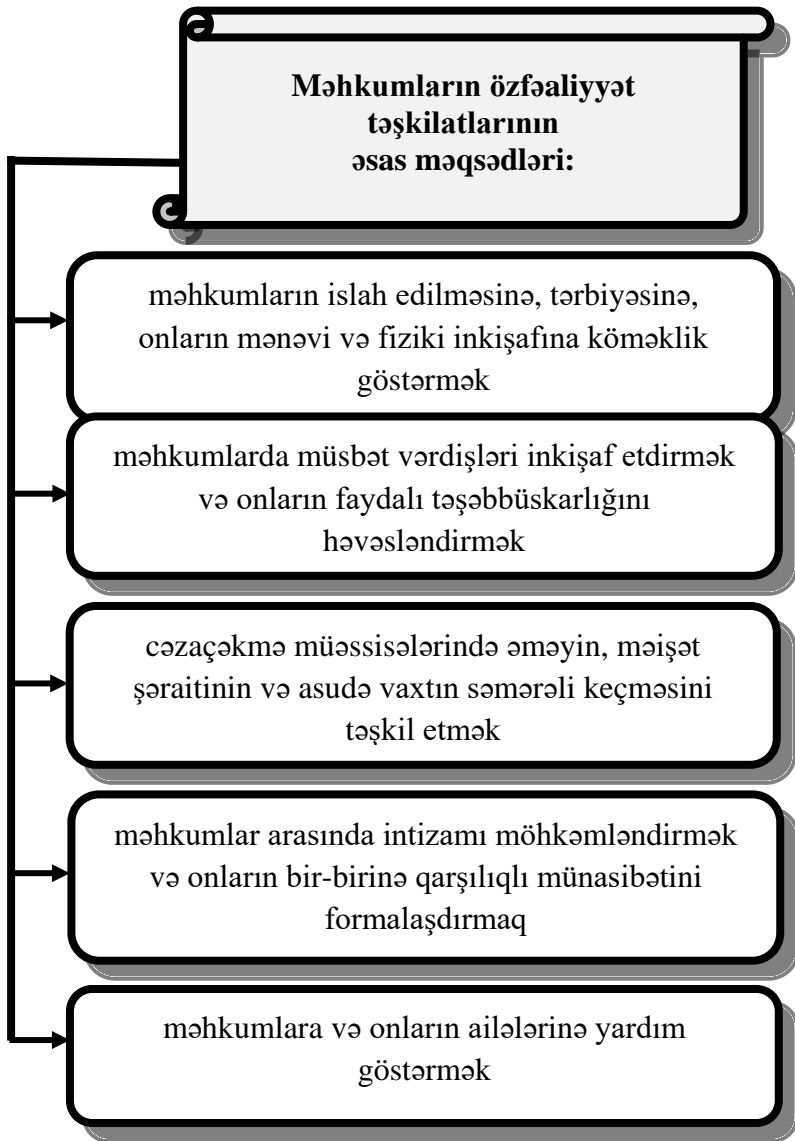 Məhkumların özfəaliyyət
təşkilatlarının
əsas məqsədləri:
məhkumların islah edilməsinə, tərbiyəsinə,
onların mənəvi və fiziki inkişafına köməklik
göstərmək
məhkumlarda müsbət vərdişləri inkişaf etdirmək
və onların faydalı təşəbbüskarlığını
həvəsləndirmək
cəzaçəkmə müəssisələrində əməyin, məişət
şəraitinin və asudə vaxtın səmərəli keçməsini
təşkil etmək
məhkumlar arasında intizamı möhkəmləndirmək
və onların bir-birinə qarşılıqlı münasibətini
formalaşdırmaq
məhkumlara və onların ailələrinə yardım
göstərmək